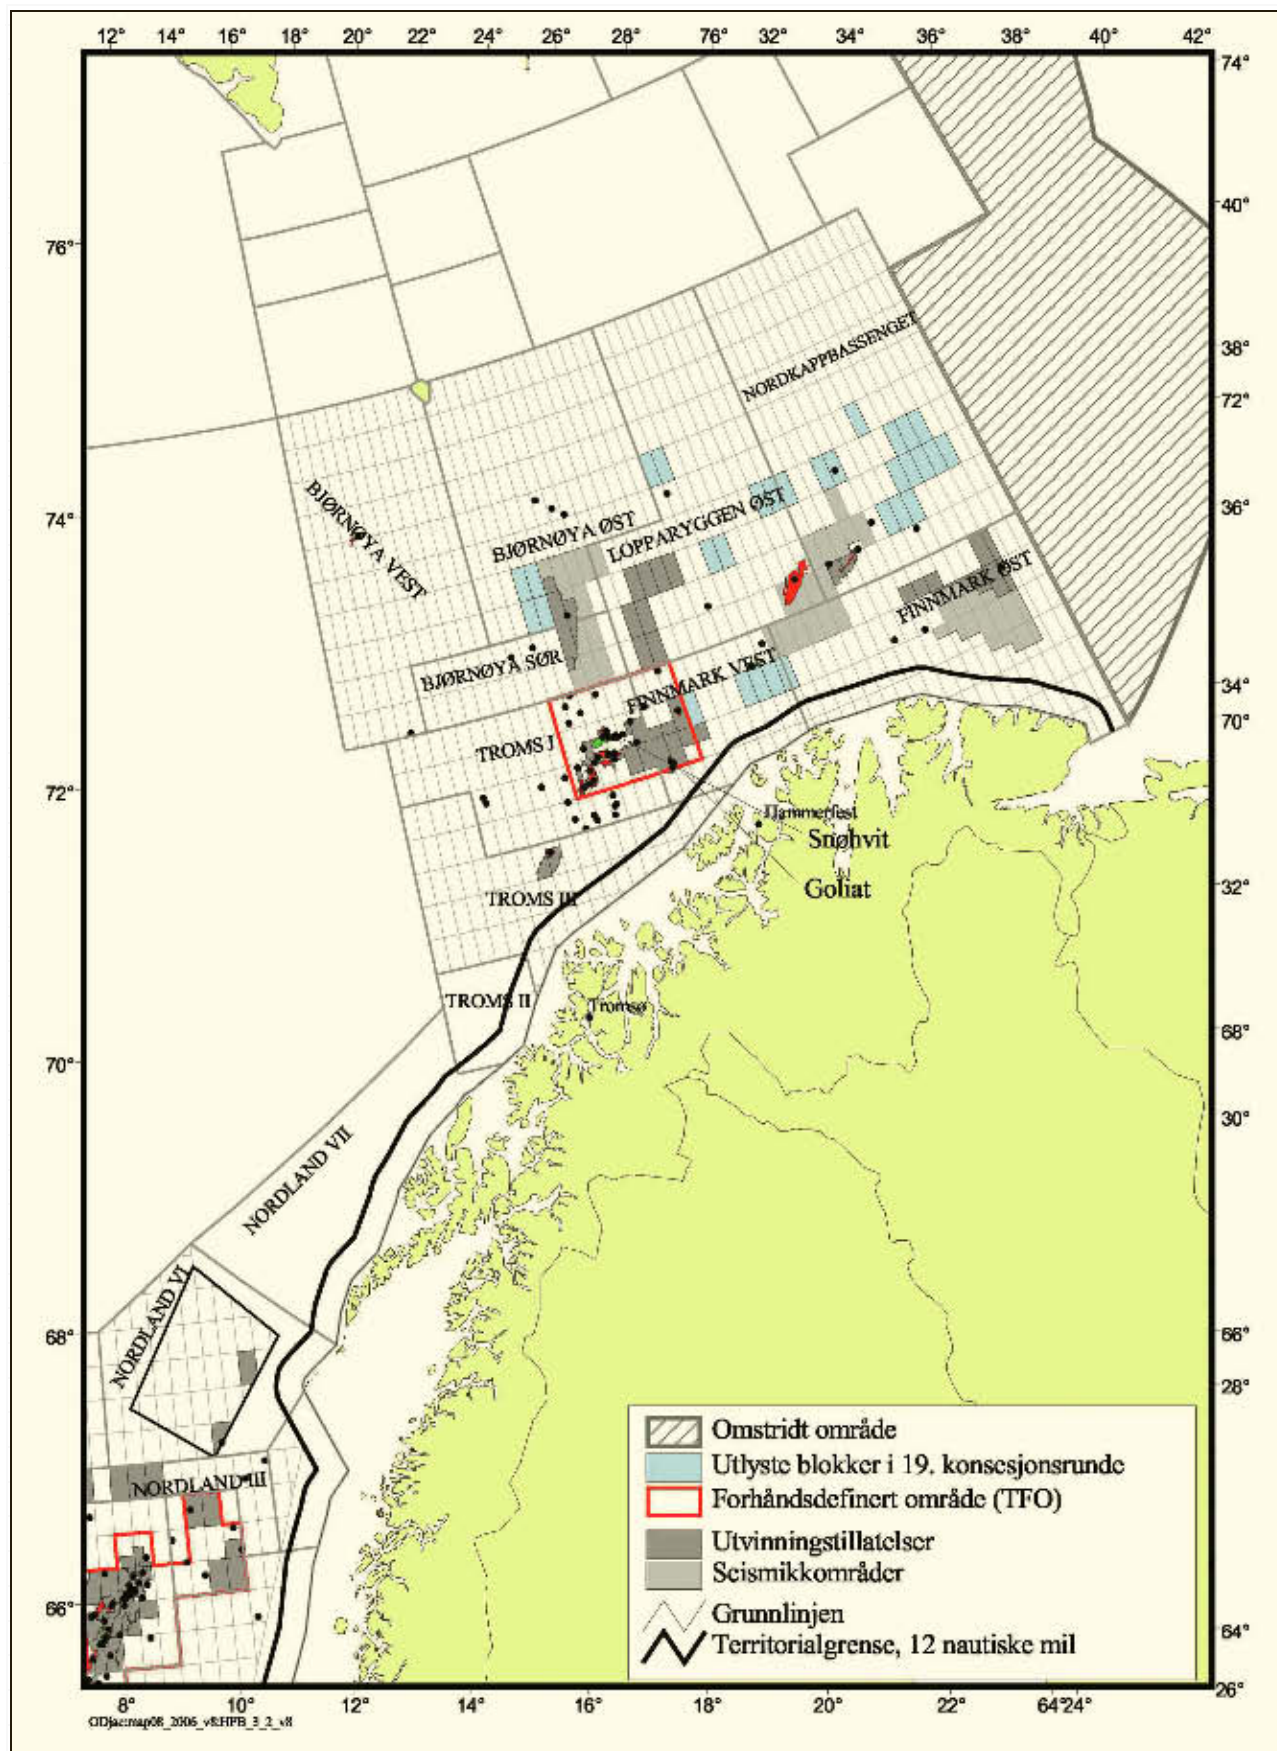 12° 14° 16° 18° 20° 22° 24° 26° 28° 76° 32° 34° 36° 38° 40° 42°
74°
40°
76°
38°
NORDKAPPBASSENGET
72°
BJØRNØYA VEST
74°
36°
BJØRNØYA ØST
LOPPARYGGEN ØST
FINNMARK ØST
BJØRNØYA SØR
FINNMARK VEST
34°
70°
TROMS I
72°
Hammerfest
Snøhvit
Goliat
32°
TROMS III
TROMS II
Tromsø
68°
70°
30°
NORDLAND VII
NORDLAND VI
68°
66°
28°
Omstridt område
Utlyste blokker i 19. konsesjonsrunde
NORDLAND III
Forhåndsdefinert område (TFO)
Utvinningstillatelser
Seismikkområder
66°
Grunnlinjen
64°
Territorialgrense, 12 nautiske mil
26°
8° 10° 12° 14° 16° 18° 20° 22° 64°24°
ODjac:map08_2006_v8:HFB_3_2_v8